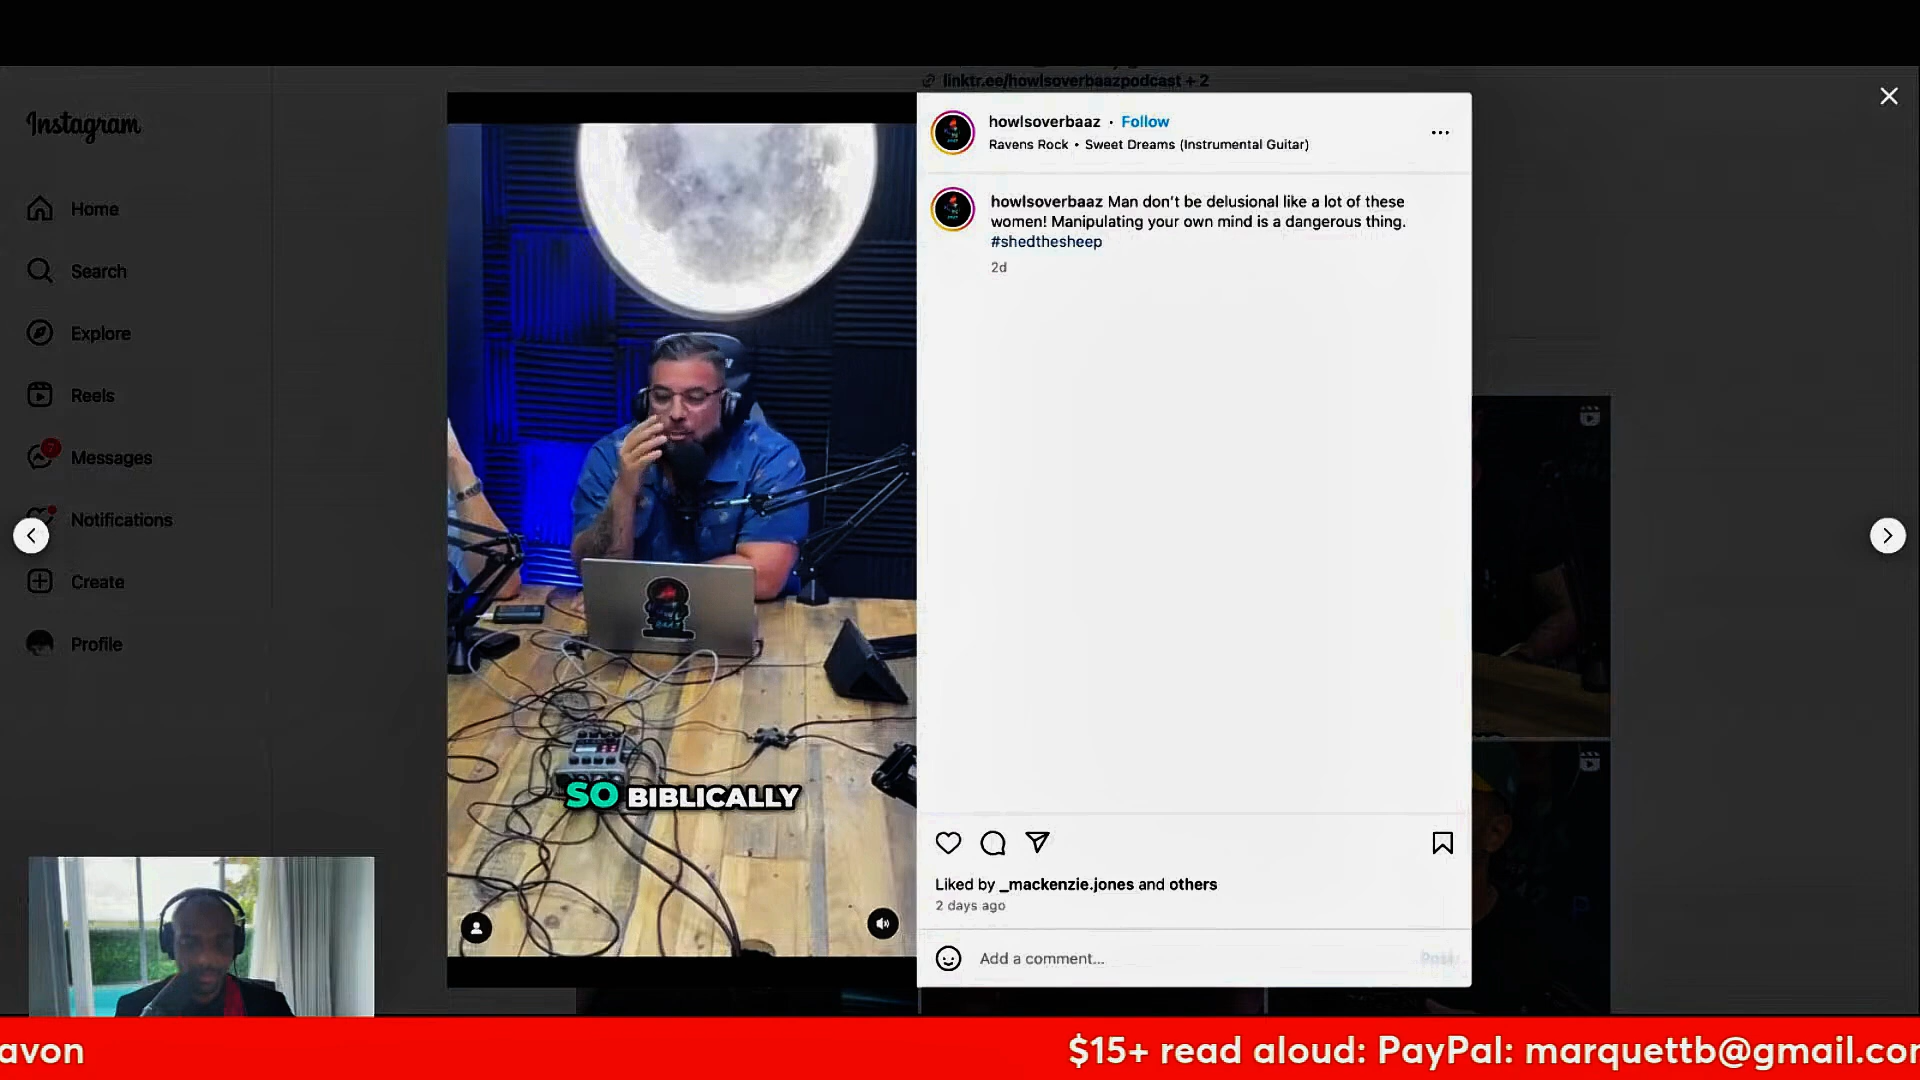 linktr.ee/howlsoverbaazpodcast + 2
Instagram
Home
Search
Explore
Reels
7
Messages
Notifications
Create
Profile
SO BIBLICALLY
howlsoverbaaz • Follow
Ravens Rock • Sweet Dreams (Instrumental Guitar)
howlsoverbaaz Man don't be delusional like a lot of these
women! Manipulating your own mind is a dangerous thing.
#shedthesheep
2d
Liked by _mackenzie.jones and others
2 days ago
Add a comment...
Post
avon
$15+ read aloud: PayPal: marquettb@gmail.com